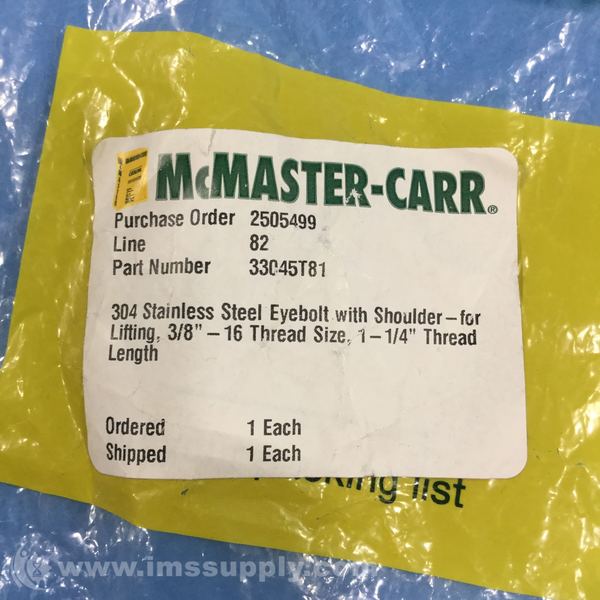 McMASTER-CARR®
Purchase Order 2505499
Line 82
Part Number 33045T81
304 Stainless Steel Eyebolt with Shoulder—for
Lifting, 3/8" – 16 Thread Size, 1-1/4" Thread
Length
Ordered 1 Each
Shipped 1 Each
list
www.imssupply.com